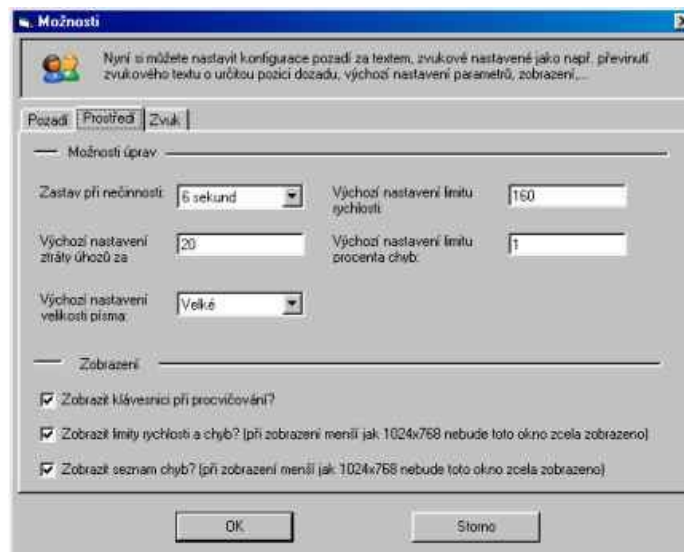 Možnosti
Nyní si můžete nastavit konfigurace pozadí za textem, zvukové nastavené jako např. převinutí
zvukového textu o určitou pozici dozadu, výchozí nastavení parametrů, zobrazení,...
Pozadí Prostředí Zvuk
Možnosti úprav
Zastav při nečinnosti: 6 sekund
Výchozí nastavení limitu
rychlosti: 160
Výchozí nastavení
ztráty úhozů za 20
Výchozí nastavení limitu
procenta chyb: 1
Výchozí nastavení
velikosti písma: Velké
Zobrazení
Zobrazit klávesnici při procvičování?
Zobrazit limity rychlosti a chyb? (při zobrazení menší jak 1024x768 nebude toto okno zcela zobrazeno)
Zobrazit seznam chyb? (při zobrazení menší jak 1024x768 nebude toto okno zcela zobrazeno)
OK Storno